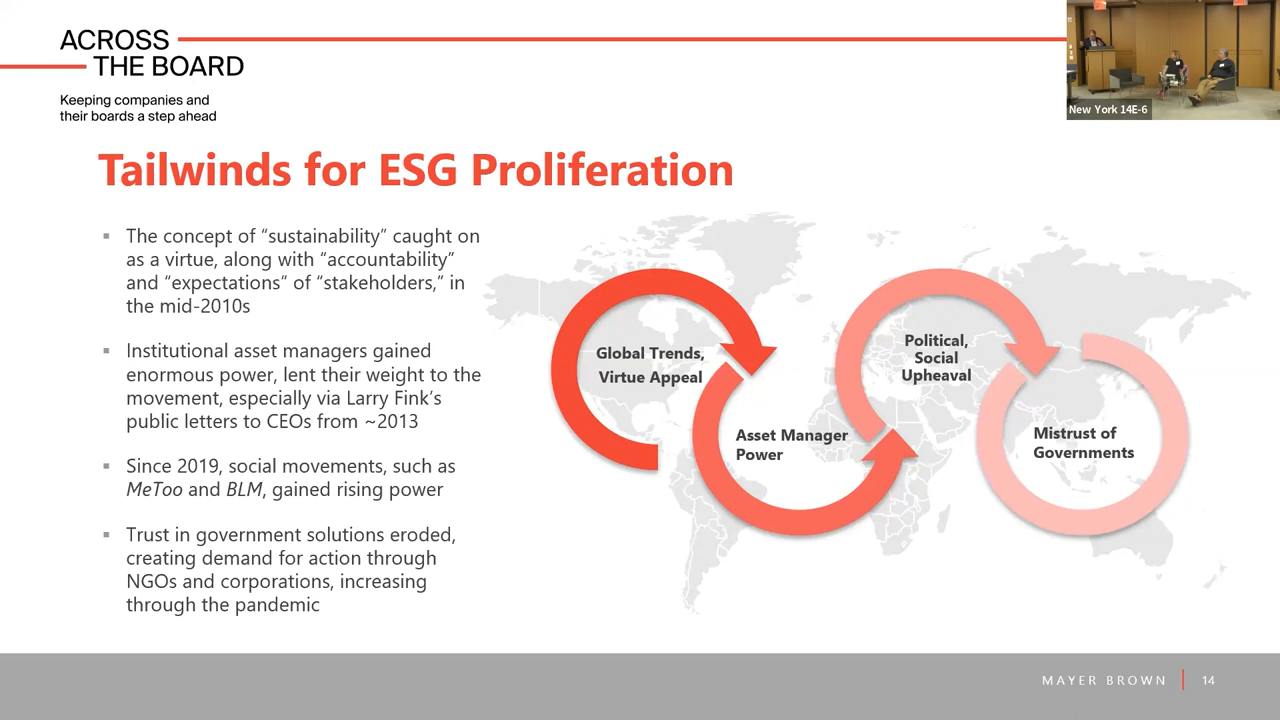 ACROSS
THE BOARD
Keeping companies and
their boards a step ahead
New York 14E-6
Tailwinds for ESG Proliferation
▪ The concept of “sustainability” caught on
as a virtue, along with “accountability”
and “expectations” of “stakeholders,” in
the mid-2010s
▪ Institutional asset managers gained
enormous power, lent their weight to the
movement, especially via Larry Fink’s
public letters to CEOs from ~2013
▪ Since 2019, social movements, such as
MeToo and BLM, gained rising power
▪ Trust in government solutions eroded,
creating demand for action through
NGOs and corporations, increasing
through the pandemic
Global Trends,
Virtue Appeal
Asset Manager
Power
Political,
Social
Upheaval
Mistrust of
Governments
MAYER BROWN
14